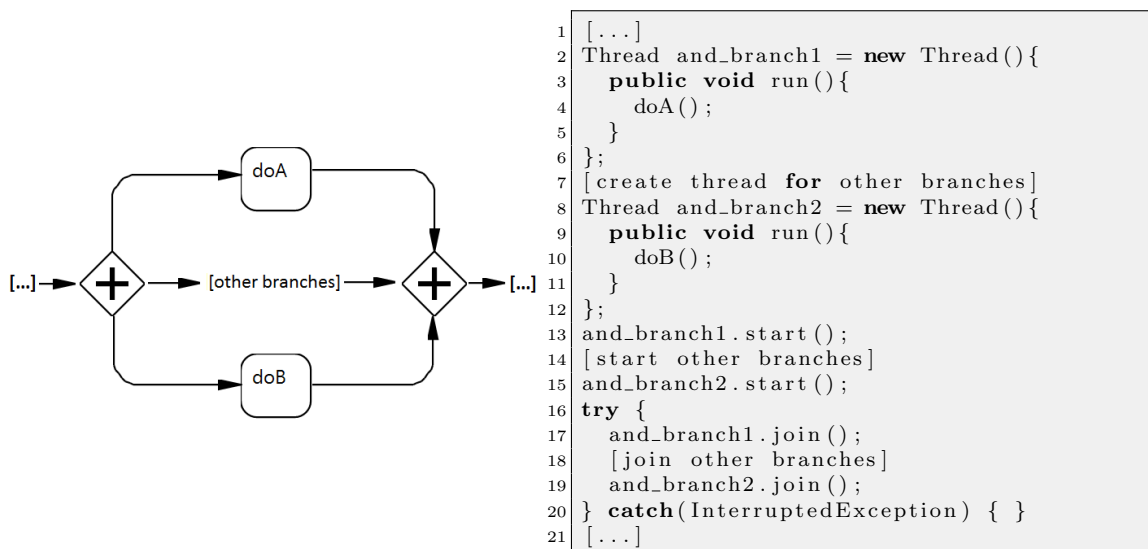 doA
[...]
[other branches]
[...]
doB
1 [...]
2 Thread and_branch1 = new Thread(){
3 public void run(){
4 doA();
5 }
6 };
7 [create thread for other branches]
8 Thread and_branch2 = new Thread(){
9 public void run(){
10 doB();
11 }
12 };
13 and_branch1.start();
14 [start other branches]
15 and_branch2.start();
16 try {
17 and_branch1.join();
18 [join other branches]
19 and_branch2.join();
20 } catch(InterruptedException) { }
21 [...]